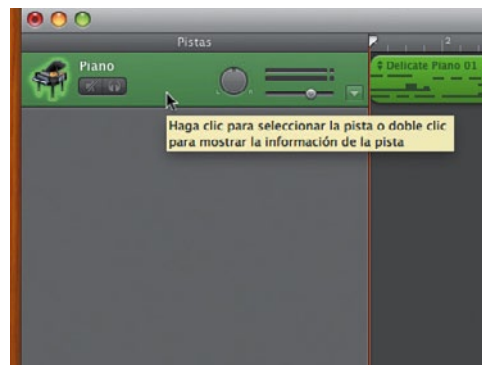 Pistas
2
Piano
Delicate Piano 01
Haga clic para seleccionar la pista o doble clic
para mostrar la información de la pista